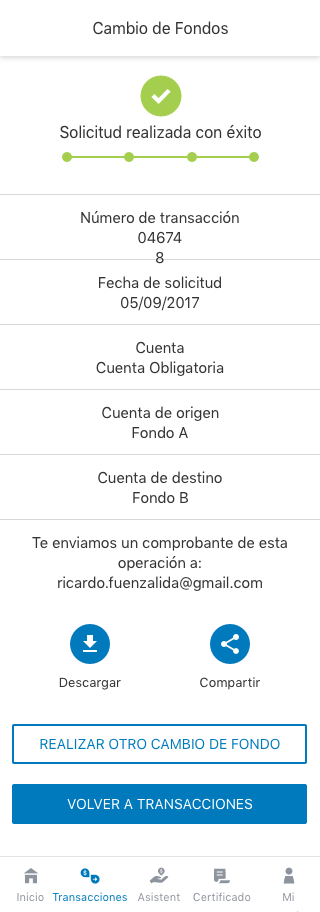 Cambio de Fondos
Solicitud realizada con éxito
Número de transacción
04674
8
Fecha de solicitud
05/09/2017
Cuenta
Cuenta Obligatoria
Cuenta de origen
Fondo A
Cuenta de destino
Fondo B
Te enviamos un comprobante de esta
operación a:
ricardo.fuenzalida@gmail.com
Descargar Compartir
REALIZAR OTRO CAMBIO DE FONDO
VOLVER A TRANSACCIONES
Inicio Transacciones Asistent Certificado Mi